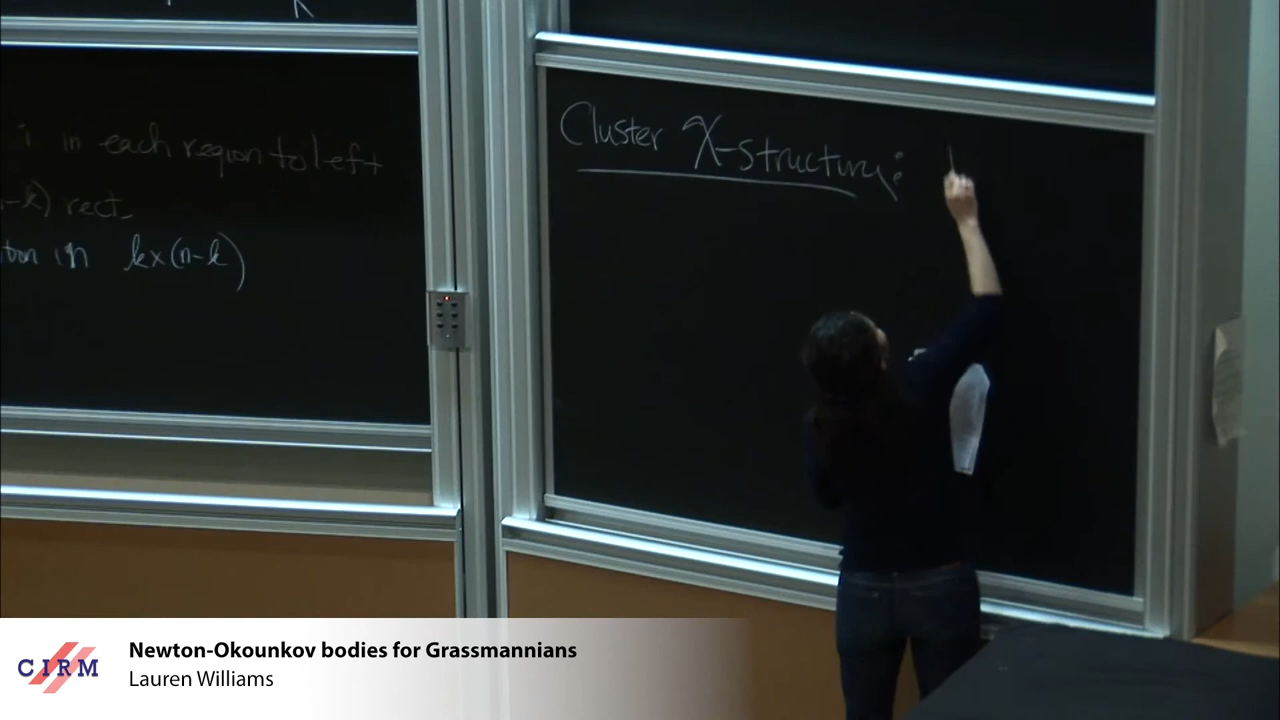 i in each region to left
n-k) rect
in k×(n-k)
Cluster X-structure:
CIRM
Newton-Okounkov bodies for Grassmannians
Lauren Williams